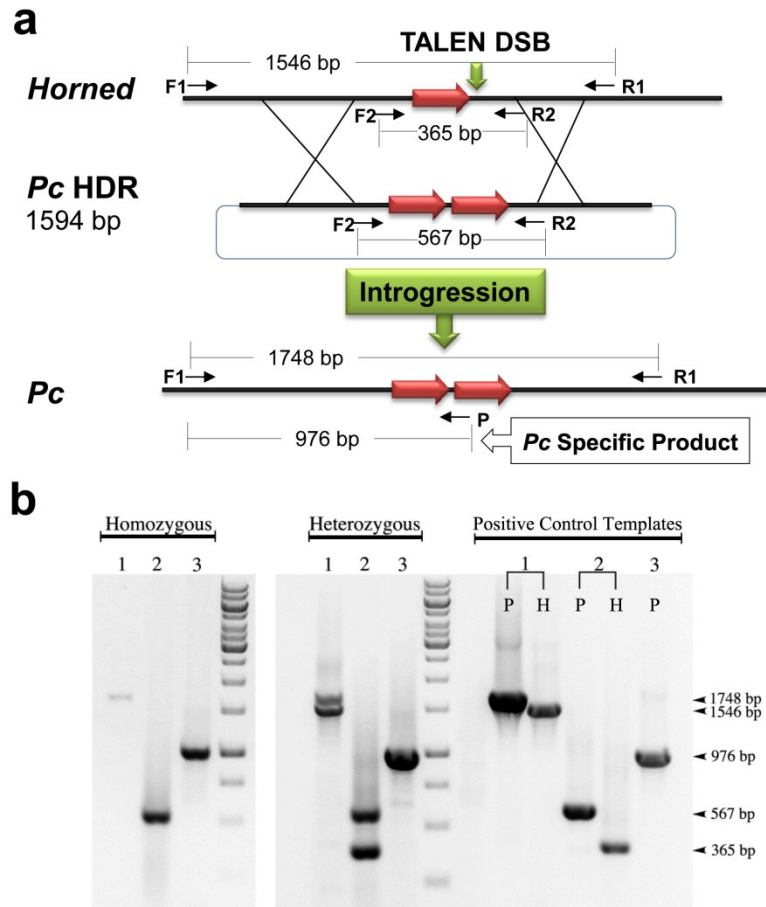 a
TALEN DSB
1546 bp
Horned
F1
R1
F2
R2
365 bp
Pc HDR
1594 bp
F2
R2
567 bp
Introgression
1748 bp
F1
R1
Pc
P
976 bp
Pc Specific Product
b
Homozygous
Heterozygous
Positive Control Templates
1 2 3
1 2 3
1 2 3
P H P H P
1748 bp
1546 bp
976 bp
567 bp
365 bp